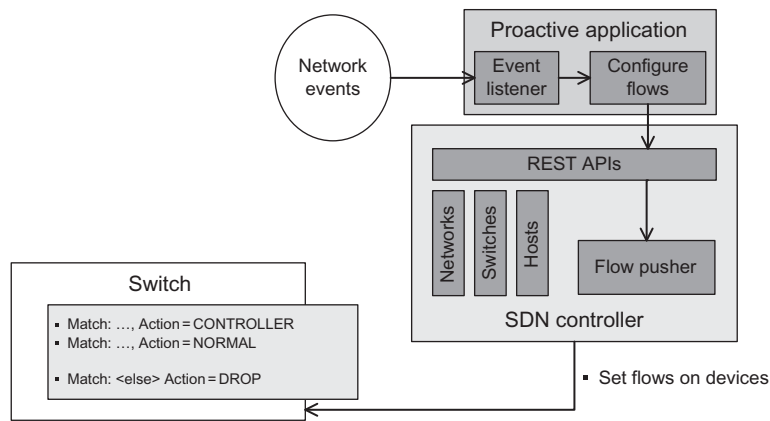 Proactive application
Network
events
Event
listener
Configure
flows
REST APIs
Networks
Switches
Hosts
Flow pusher
SDN controller
Switch
▪ Match: …, Action=CONTROLLER
▪ Match: …, Action=NORMAL
▪ Match: <else> Action=DROP
▪ Set flows on devices